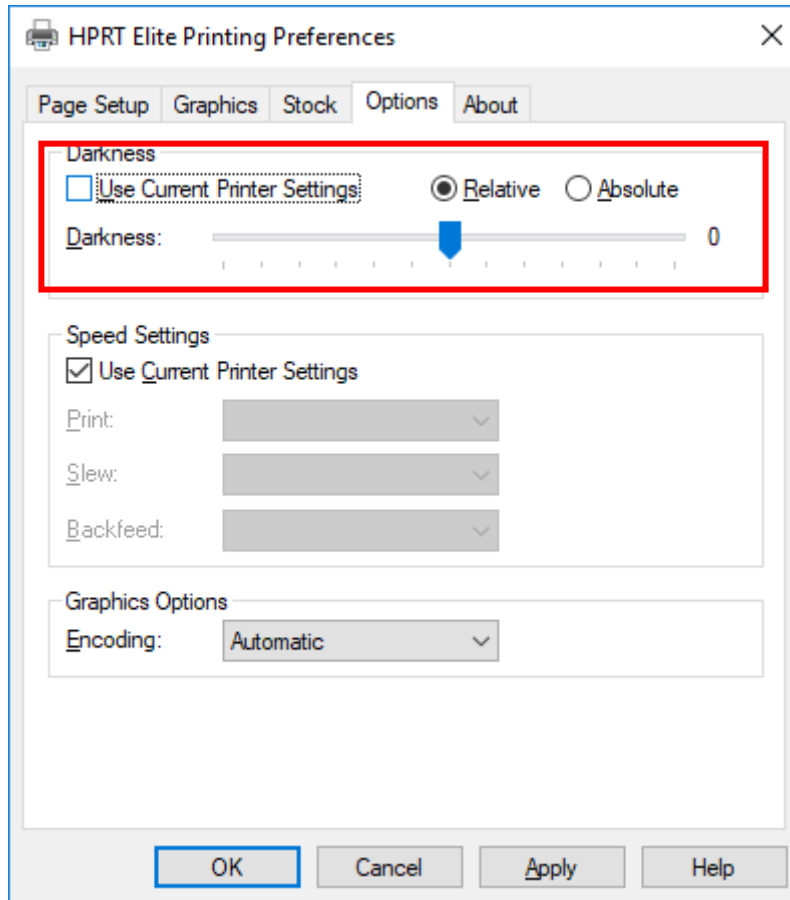 HPRT Elite Printing Preferences
Page Setup Graphics Stock Options About
Darkness
Use Current Printer Settings Relative Absolute
Darkness: 0
Speed Settings
Use Current Printer Settings
Print:
Slew:
Backfeed:
Graphics Options
Encoding: Automatic
OK Cancel Apply Help